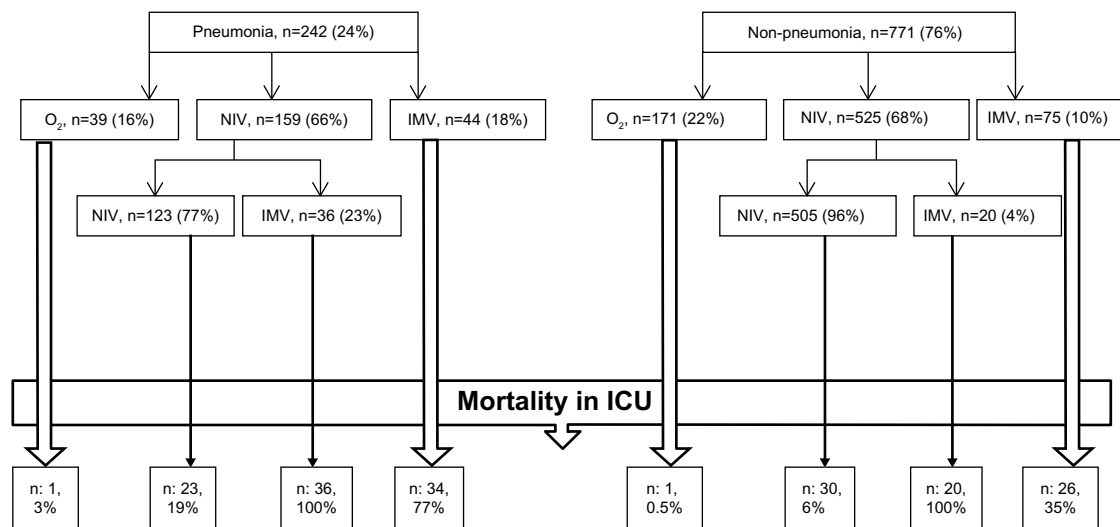 Pneumonia, n=242 (24%)
Non-pneumonia, n=771 (76%)
O2, n=39 (16%)
NIV, n=159 (66%)
IMV, n=44 (18%)
O2, n=171 (22%)
NIV, n=525 (68%)
IMV, n=75 (10%)
NIV, n=123 (77%)
IMV, n=36 (23%)
NIV, n=505 (96%)
IMV, n=20 (4%)
Mortality in ICU
n: 1,
3%
n: 23,
19%
n: 36,
100%
n: 34,
77%
n: 1,
0.5%
n: 30,
6%
n: 20,
100%
n: 26,
35%